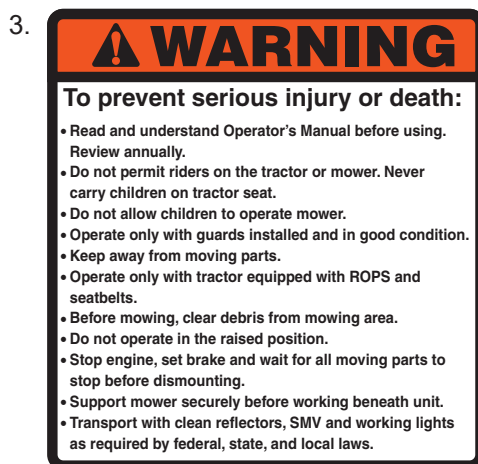 3.
WARNING
To prevent serious injury or death:
• Read and understand Operator's Manual before using.
Review annually.
• Do not permit riders on the tractor or mower. Never
carry children on tractor seat.
• Do not allow children to operate mower.
• Operate only with guards installed and in good condition.
• Keep away from moving parts.
• Operate only with tractor equipped with ROPS and
seatbelts.
• Before mowing, clear debris from mowing area.
• Do not operate in the raised position.
• Stop engine, set brake and wait for all moving parts to
stop before dismounting.
• Support mower securely before working beneath unit.
• Transport with clean reflectors, SMV and working lights
as required by federal, state, and local laws.